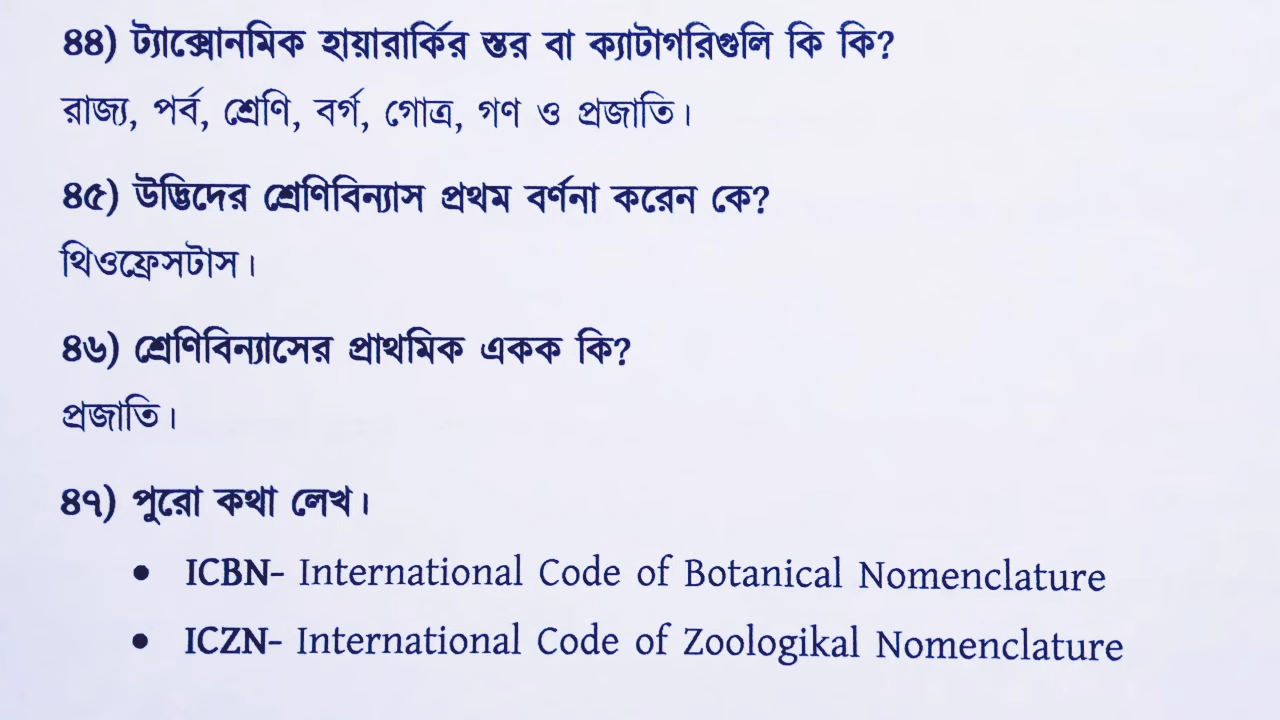 ৪৪) ট্যাক্সোনমিক হায়ারার্কির স্তর বা ক্যাটাগরিগুলি কি কি?
রাজ্য, পর্ব, শ্রেণি, বর্গ, গোত্র, গণ ও প্রজাতি।
৪৫) উদ্ভিদের শ্রেণিবিন্যাস প্রথম বর্ণনা করেন কে?
থিওফ্রেসটাস।
৪৬) শ্রেণিবিন্যাসের প্রাথমিক একক কি?
প্রজাতি।
৪৭) পুরো কথা লেখ।
• ICBN- International Code of Botanical Nomenclature
• ICZN- International Code of Zoologikal Nomenclature